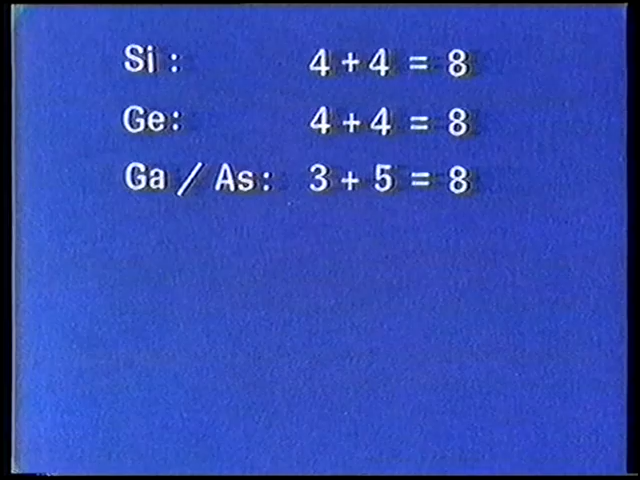 Si : 4 + 4 = 8
Ge: 4 + 4 = 8
Ga / As: 3 + 5 = 8